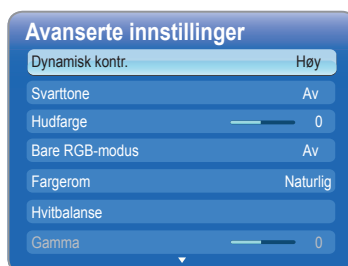 Avanserte innstillinger
Dynamisk kontr. Høy
Svarttone Av
Hudfarge 0
Bare RGB-modus Av
Fargerom Naturlig
Hvitbalanse
Gamma 0